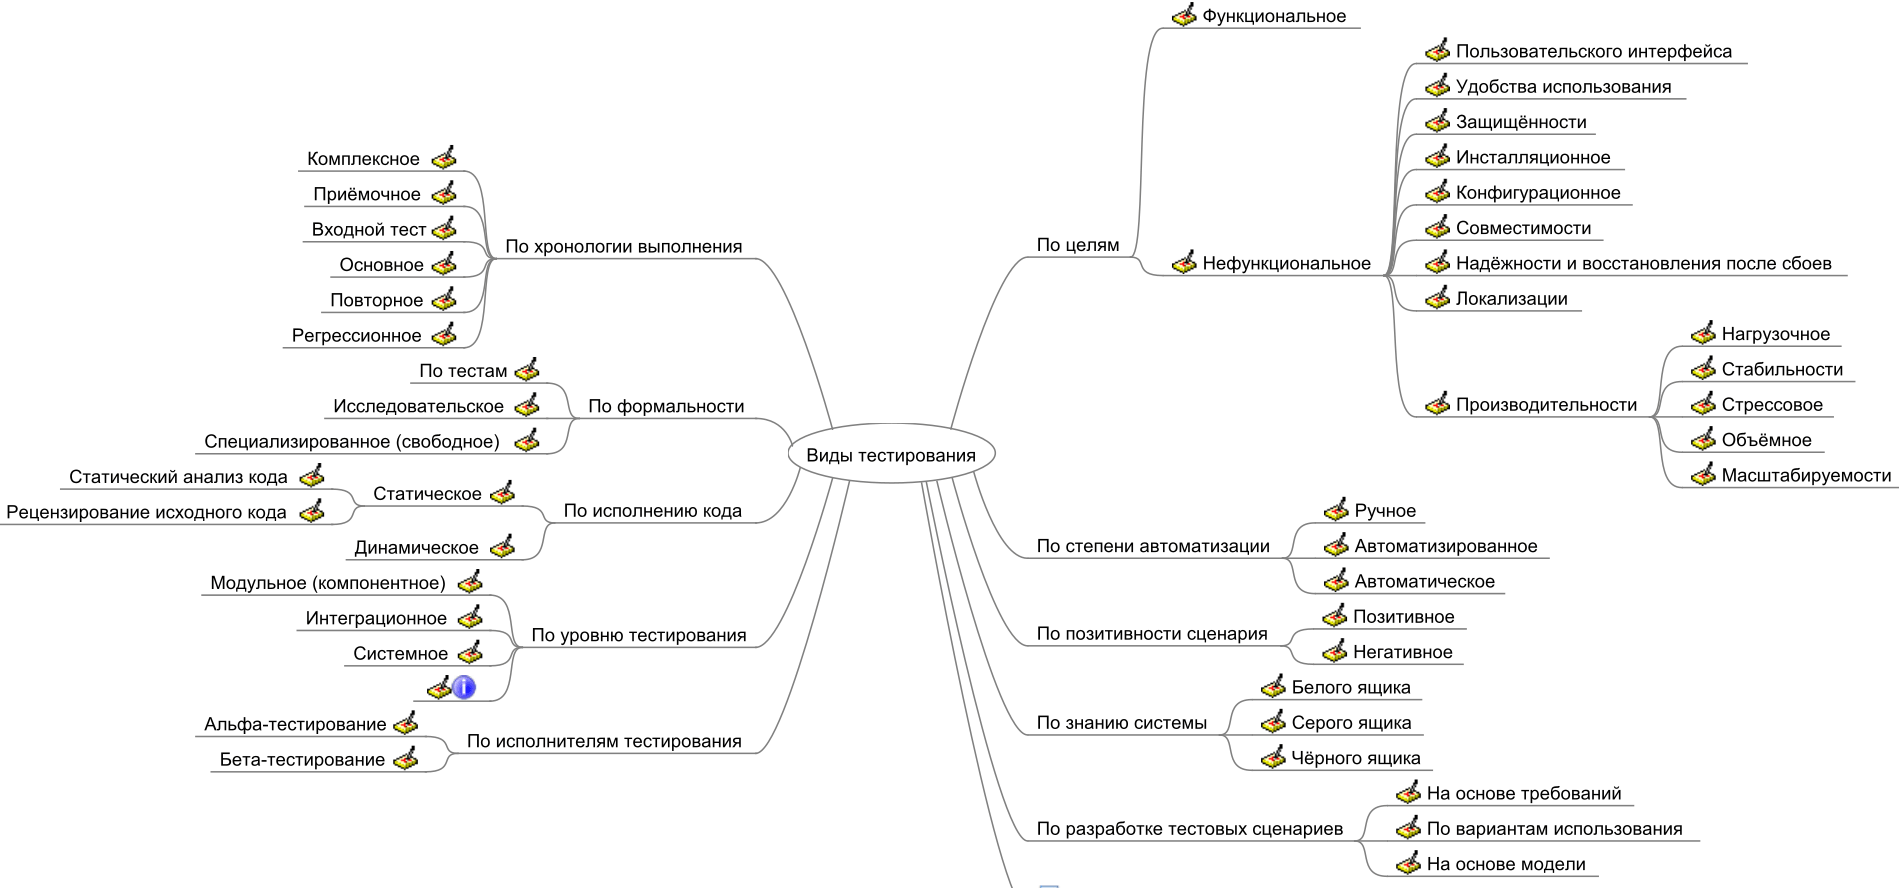 Виды тестирования
По хронологии выполнения
Комплексное
Приёмочное
Входной тест
Основное
Повторное
Регрессионное
По формальности
По тестам
Исследовательское
Специализированное (свободное)
По исполнению кода
Статическое
Статический анализ кода
Рецензирование исходного кода
Динамическое
По уровню тестирования
Модульное (компонентное)
Интеграционное
Системное
i
По исполнителям тестирования
Альфа-тестирование
Бета-тестирование
По целям
Функциональное
Нефункциональное
Пользовательского интерфейса
Удобства использования
Защищённости
Инсталляционное
Конфигурационное
Совместимости
Надёжности и восстановления после сбоев
Локализации
Производительности
Нагрузочное
Стабильности
Стрессовое
Объёмное
Масштабируемости
По степени автоматизации
Ручное
Автоматизированное
Автоматическое
По позитивности сценария
Позитивное
Негативное
По знанию системы
Белого ящика
Серого ящика
Чёрного ящика
По разработке тестовых сценариев
На основе требований
По вариантам использования
На основе модели